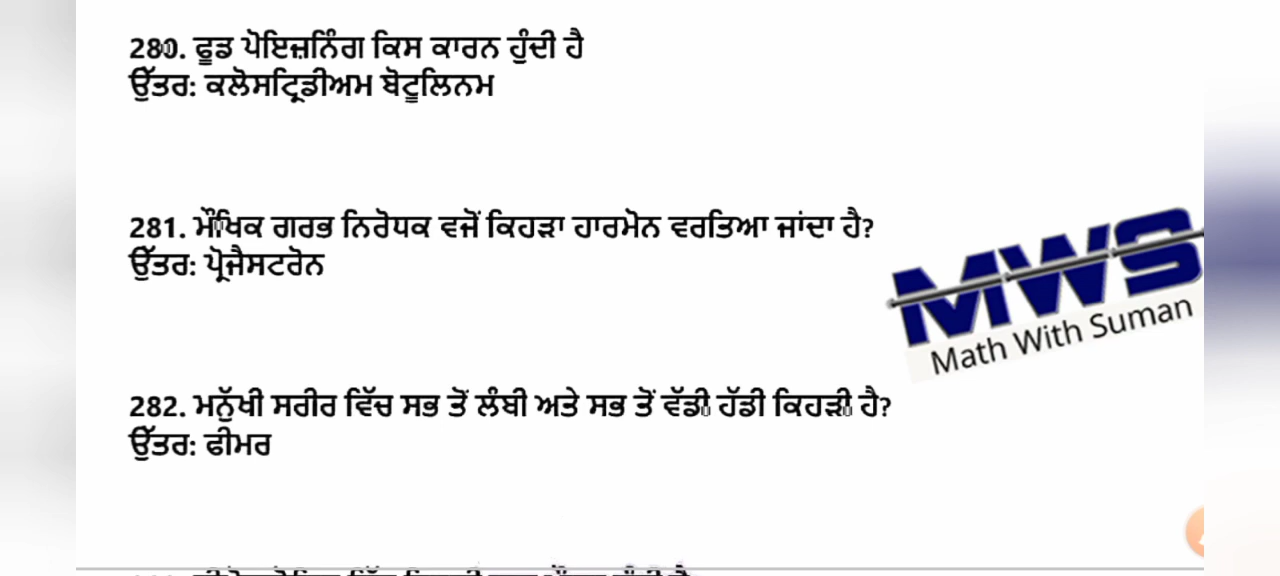 280. ਫੂਡ ਪੋਇਜ਼ਨਿੰਗ ਕਿਸ ਕਾਰਨ ਹੁੰਦੀ ਹੈ
ਉੱਤਰ: ਕਲੋਸਟ੍ਰਿਡੀਅਮ ਬੋਟੂਲਿਨਮ
281. ਮੌਖਿਕ ਗਰਭ ਨਿਰੋਧਕ ਵਜੋਂ ਕਿਹੜਾ ਹਾਰਮੋਨ ਵਰਤਿਆ ਜਾਂਦਾ ਹੈ?
ਉੱਤਰ: ਪ੍ਰੋਜੈਸਟਰੋਨ
MWS
Math With Suman
282. ਮਨੁੱਖੀ ਸਰੀਰ ਵਿੱਚ ਸਭ ਤੋਂ ਲੰਬੀ ਅਤੇ ਸਭ ਤੋਂ ਵੱਡੀ ਹੱਡੀ ਕਿਹੜੀ ਹੈ?
ਉੱਤਰ: ਫੀਮਰ